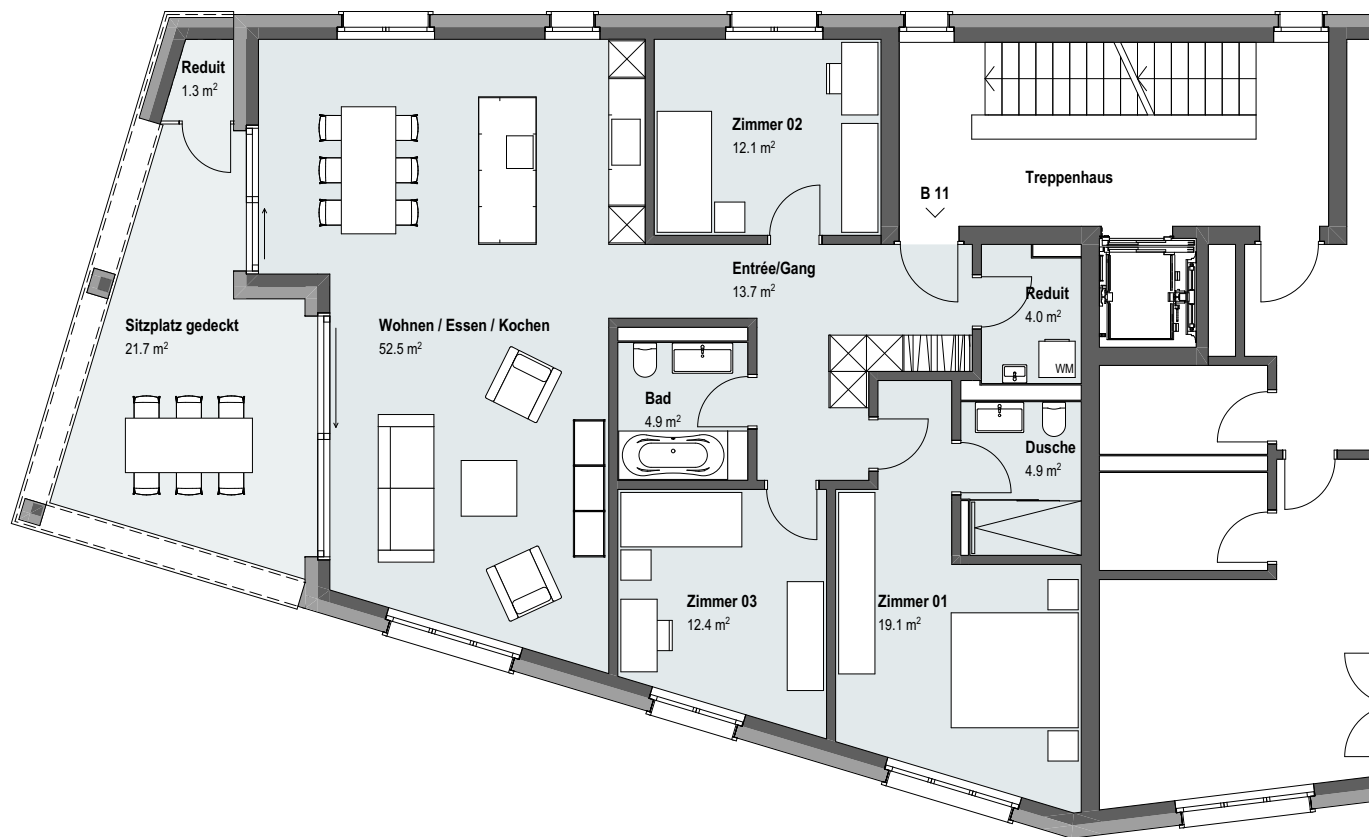 Reduit
1.3 m²
Zimmer 02
12.1 m²
Treppenhaus
B 11
Entrée/Gang
13.7 m²
Reduit
4.0 m²
WM
Sitzplatz gedeckt
21.7 m²
Wohnen / Essen / Kochen
52.5 m²
Bad
4.9 m²
Dusche
4.9 m²
Zimmer 03
12.4 m²
Zimmer 01
19.1 m²